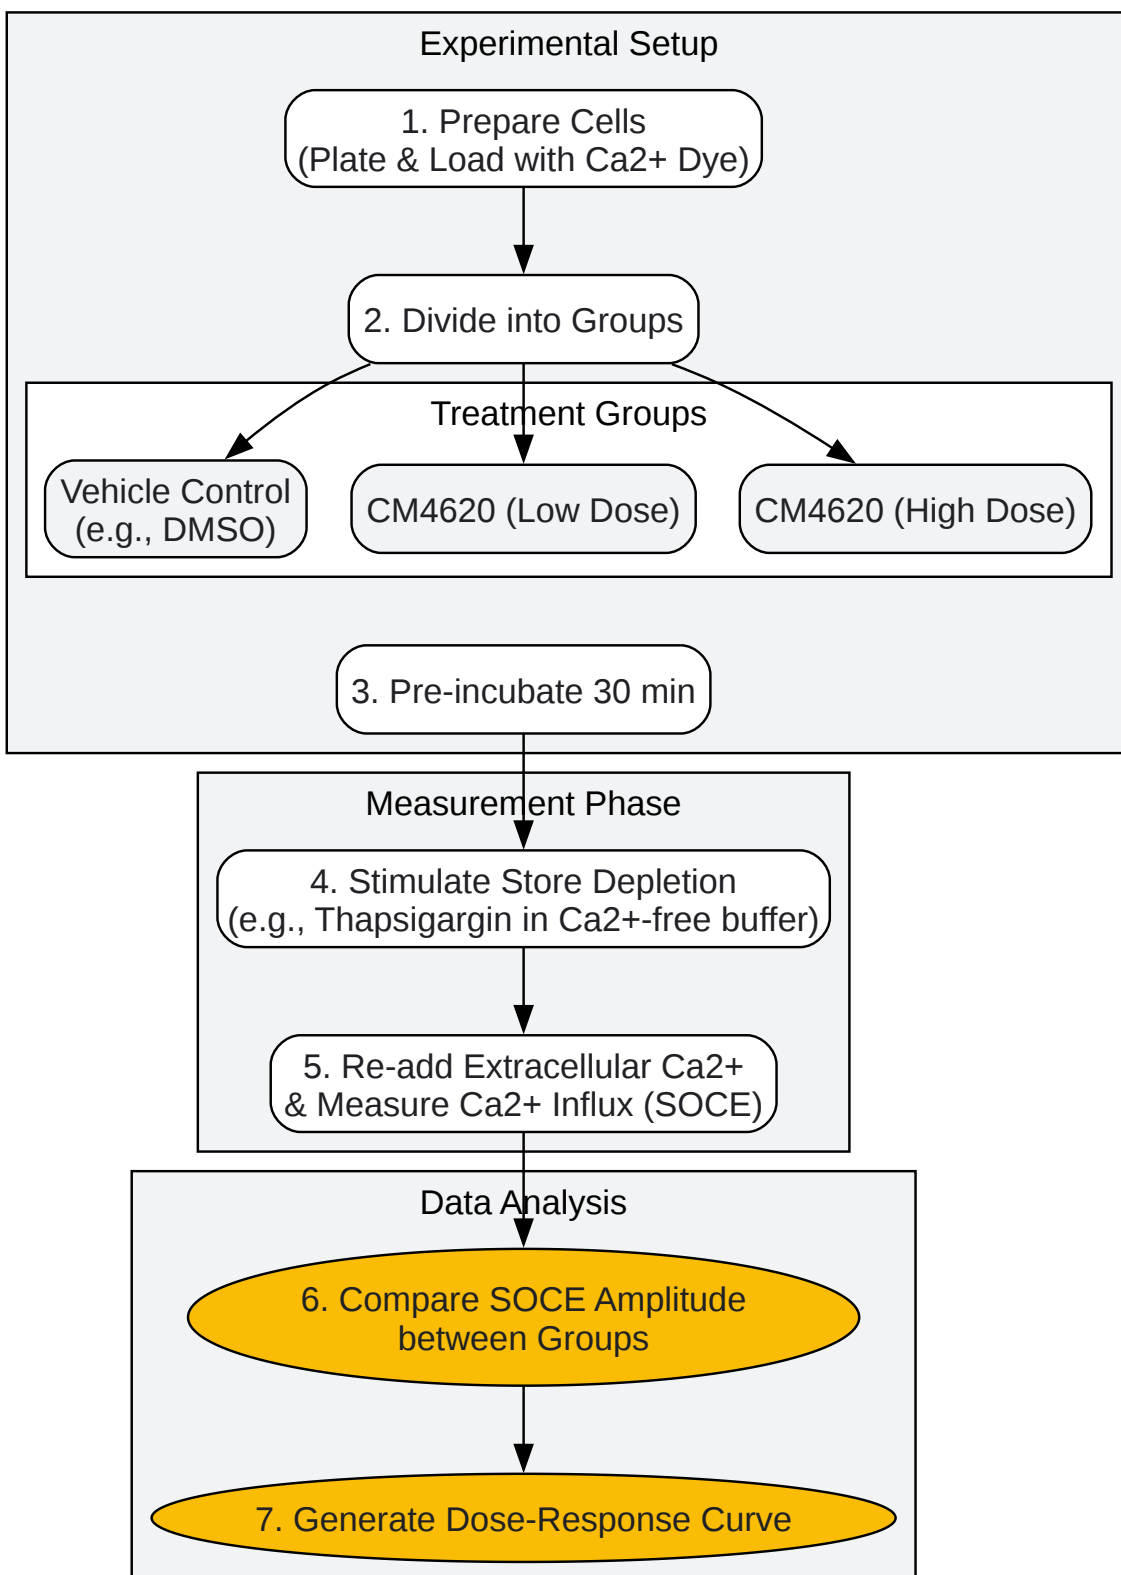 Experimental Setup
1. Prepare Cells
(Plate & Load with Ca2+ Dye)
2. Divide into Groups
Treatment Groups
Vehicle Control
(e.g., DMSO)
CM4620 (Low Dose)
CM4620 (High Dose)
3. Pre-incubate 30 min
Measurement Phase
4. Stimulate Store Depletion
(e.g., Thapsigargin in Ca2+-free buffer)
5. Re-add Extracellular Ca2+
& Measure Ca2+ Influx (SOCE)
Data Analysis
6. Compare SOCE Amplitude
between Groups
7. Generate Dose-Response Curve